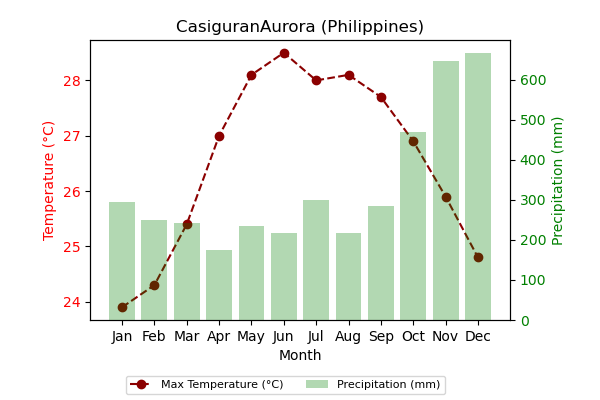 CasiguranAurora (Philippines)
Temperature (°C)
28
27
26
25
24
600
500
400
300
200
100
0
Precipitation (mm)
Jan Feb Mar Apr May Jun Jul Aug Sep Oct Nov Dec
Month
Max Temperature (°C) Precipitation (mm)